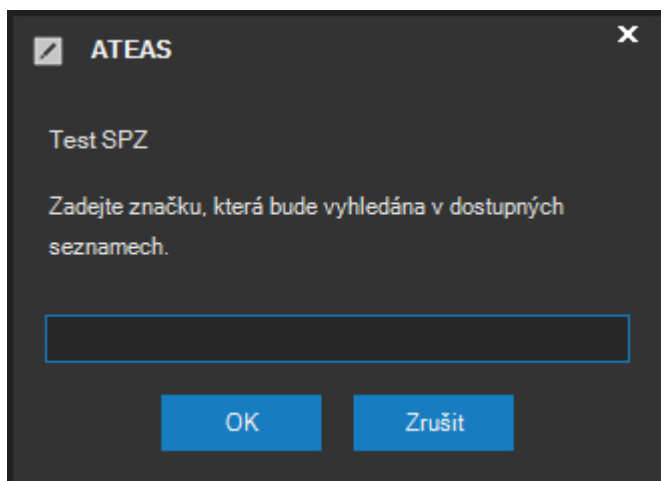 ATEAS
Test SPZ
Zadejte značku, která bude vyhledána v dostupných
seznamech.
OK
Zrušit